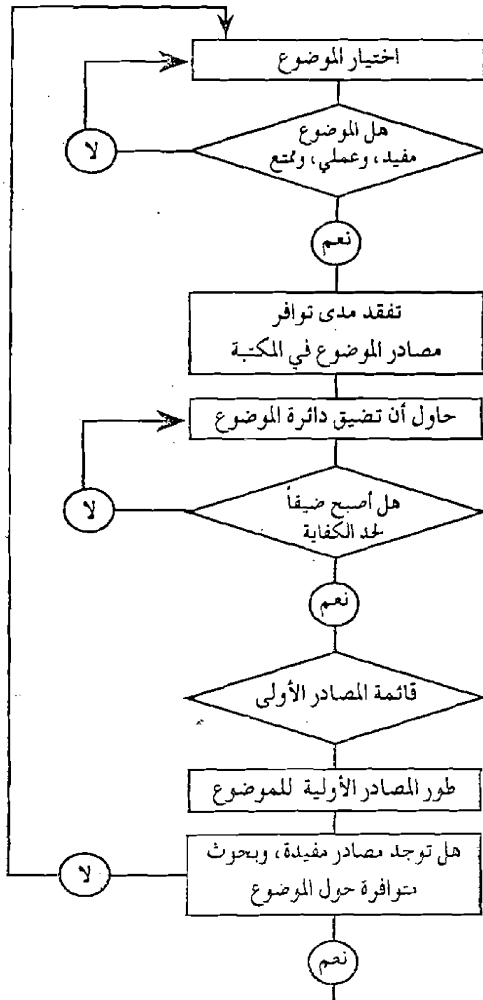 اختيار الموضوع
هل الموضوع
مفيد، وعملي، وممتع
لا
نعم
تفقد مدى توافر
مصادر الموضوع في المكتبة
حاول أن تضيق دائرة الموضوع
هل أصبح ضيقاً
لحد الكفاية
لا
نعم
قائمة المصادر الأولى
طور المصادر الأولية للموضوع
هل توجد مصادر مفيدة، وبحوث
متوافرة حول الموضوع
لا
نعم